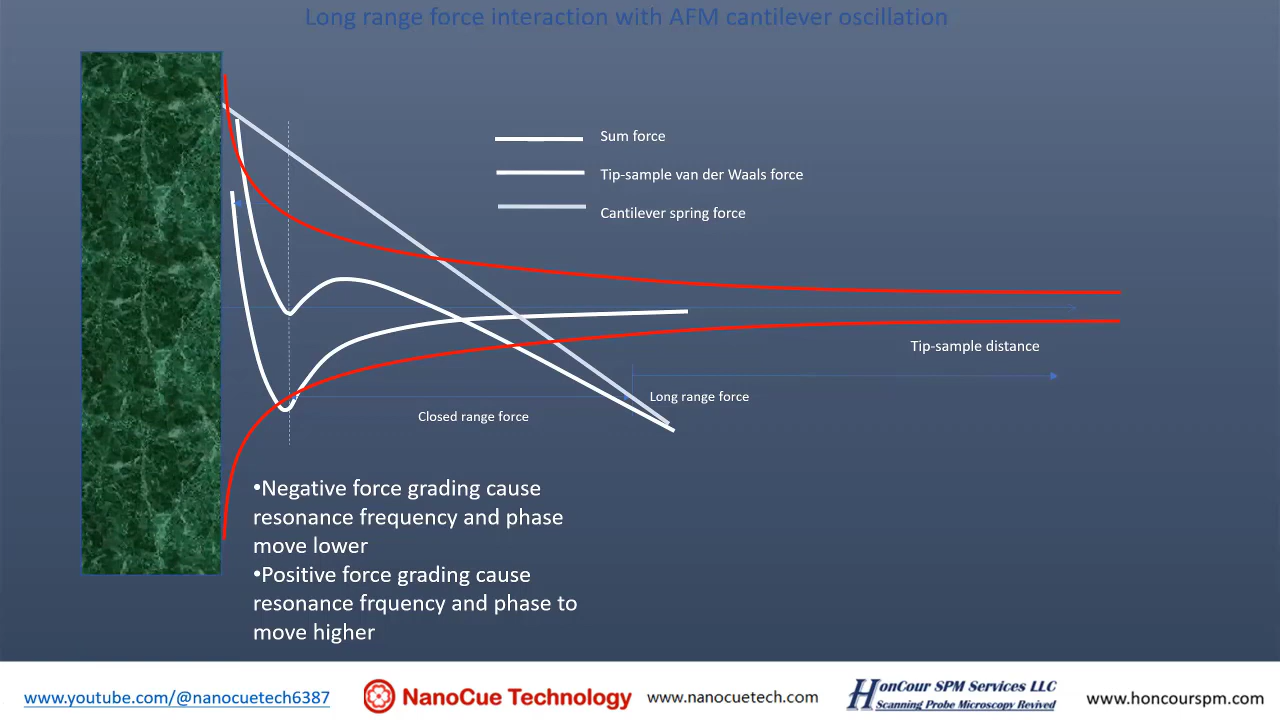 Long range force interaction with AFM cantilever oscillation
Sum force
Tip-sample van der Waals force
Cantilever spring force
Tip-sample distance
Long range force
Closed range force
•Negative force grading cause
resonance frequency and phase
move lower
•Positive force grading cause
resonance frquency and phase to
move higher
www.youtube.com/@nanocuetech6387
NanoCue Technology
www.nanocuetech.com
HonCour SPM Services LLC
Scanning Probe Microscopy Revived
www.honcourspm.com